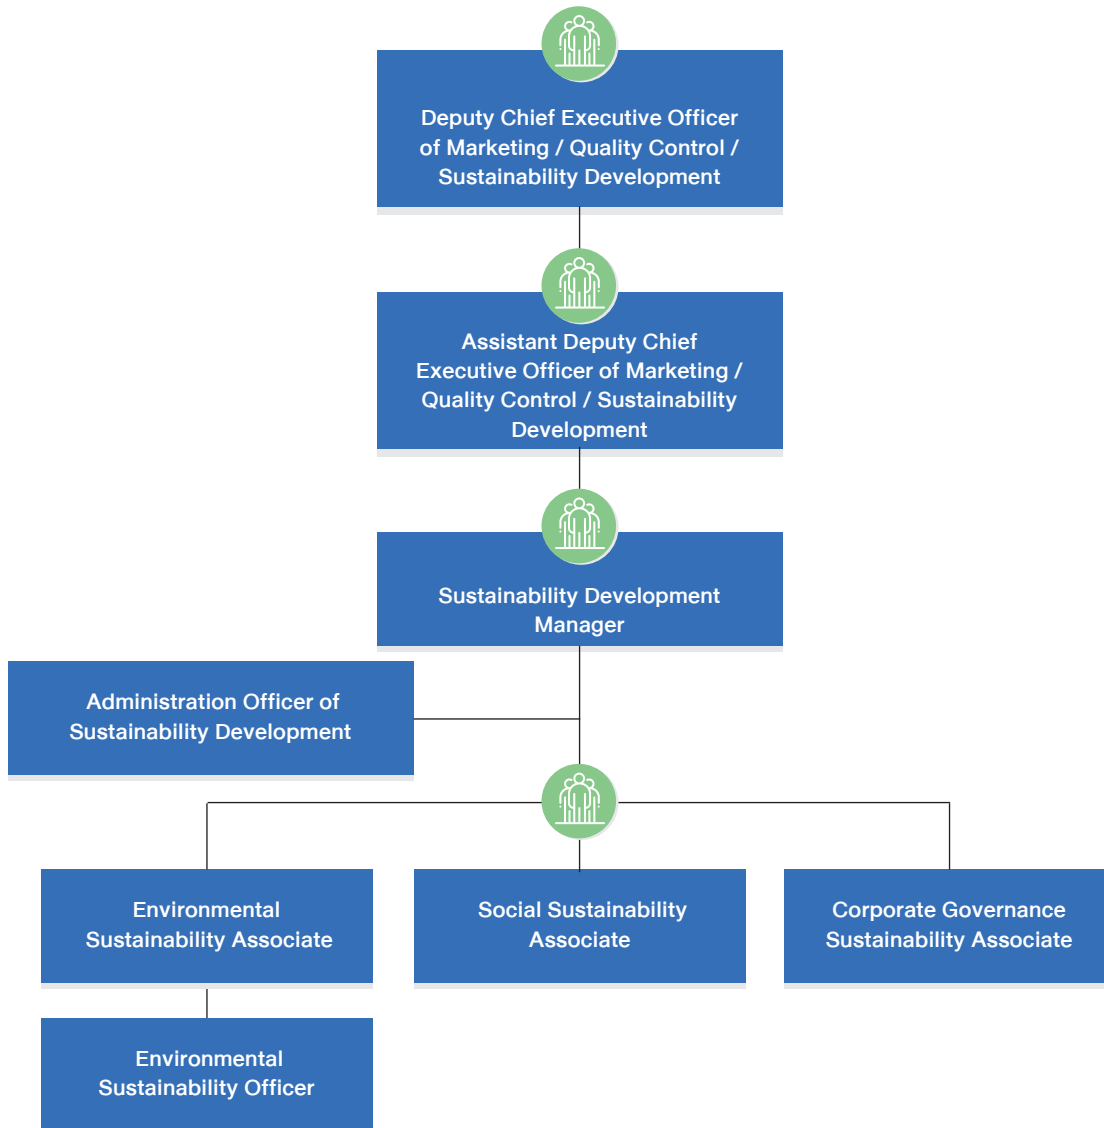 Deputy Chief Executive Officer
of Marketing / Quality Control /
Sustainability Development
Assistant Deputy Chief
Executive Officer of Marketing /
Quality Control / Sustainability
Development
Sustainability Development
Manager
Administration Officer of
Sustainability Development
Environmental
Sustainability Associate
Social Sustainability
Associate
Corporate Governance
Sustainability Associate
Environmental
Sustainability Officer